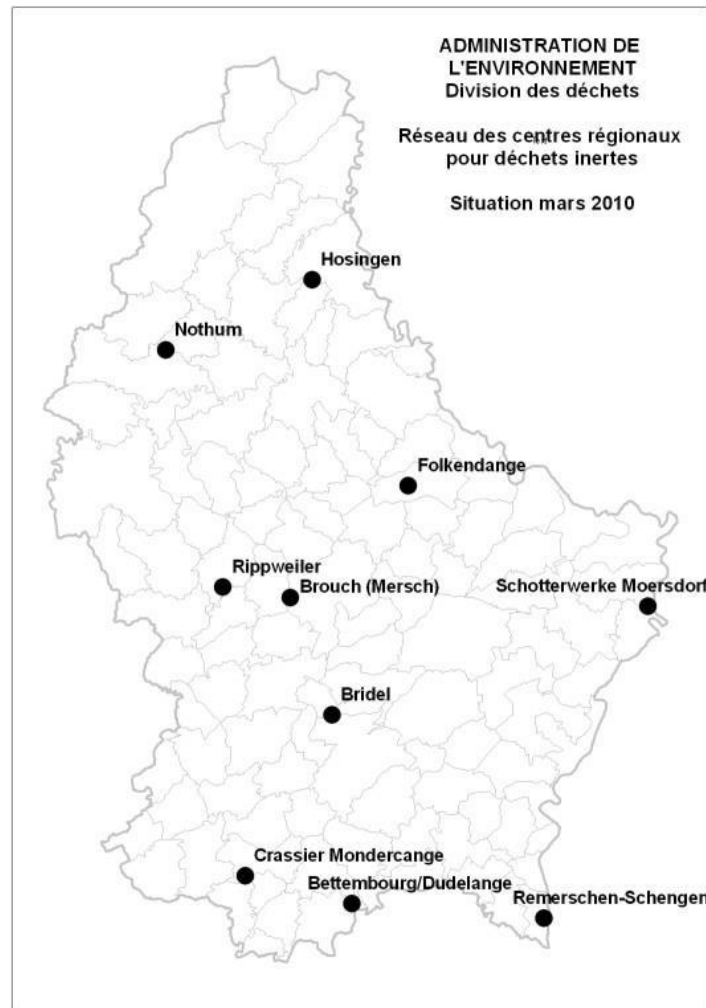 ADMINISTRATION DE
L'ENVIRONNEMENT
Division des déchets
Réseau des centres régionaux
pour déchets inertes
Situation mars 2010
Hosingen
Nothum
Folkendange
Rippweiler
Brouch (Mersch)
Schotterwerke Moersdorf
Bridel
Crassier Mondercange
Bettembourg/Dudelange
Remerschen-Schengen